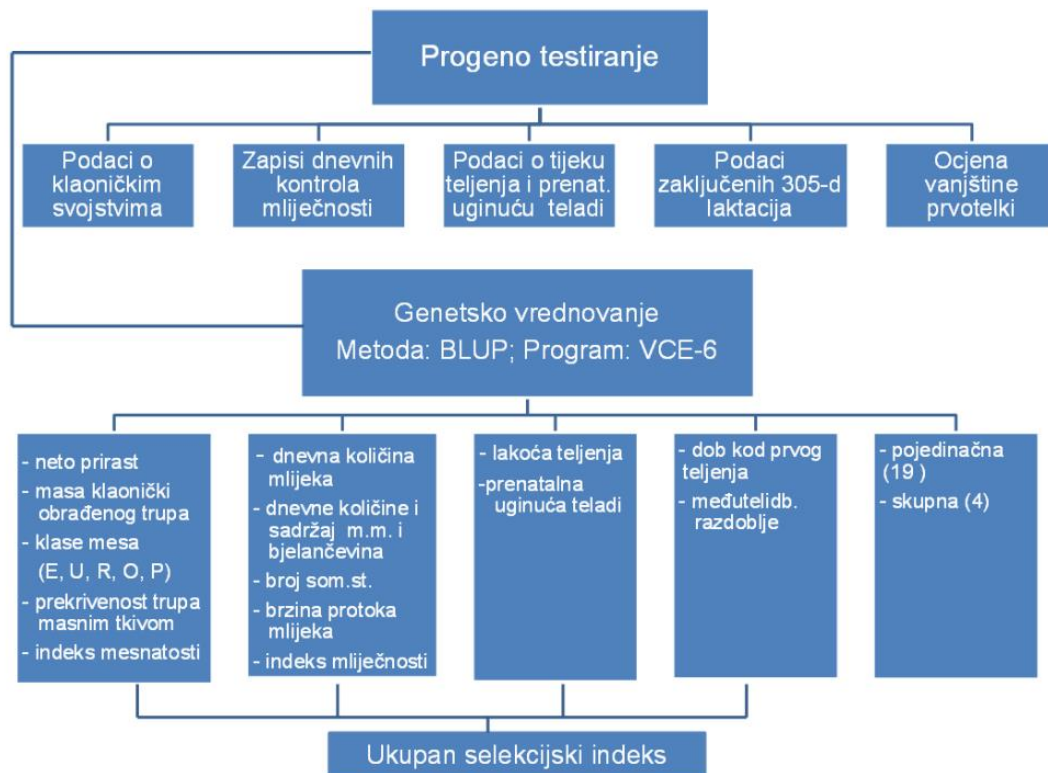 Progeno testiranje
Podaci o
klaoničkim
svojstvima
Zapisi dnevnih
kontrola
mliječnosti
Podaci o tijeku
teljenja i prenat.
uginuću teladi
Podaci
zaključenih 305-d
laktacija
Ocjena
vanjštine
prvotelki
Genetsko vrednovanje
Metoda: BLUP; Program: VCE-6
- neto prirast
- masa klaonički
obrađenog trupa
- klase mesa
(E, U, R, O, P)
- prekrivenost trupa
masnim tkivom
- indeks mesnatosti
- dnevna količina
mlijeka
- dnevne količine i
sadržaj m.m. i
bjelančevina
- broj som.st.
- brzina protoka
mlijeka
- indeks mliječnosti
- lakoća teljenja
-prenatalna
uginuća teladi
- dob kod prvog
teljenja
- međutelidb.
razdoblje
- pojedinačna
(19 )
- skupna (4)
Ukupan selekcijski indeks